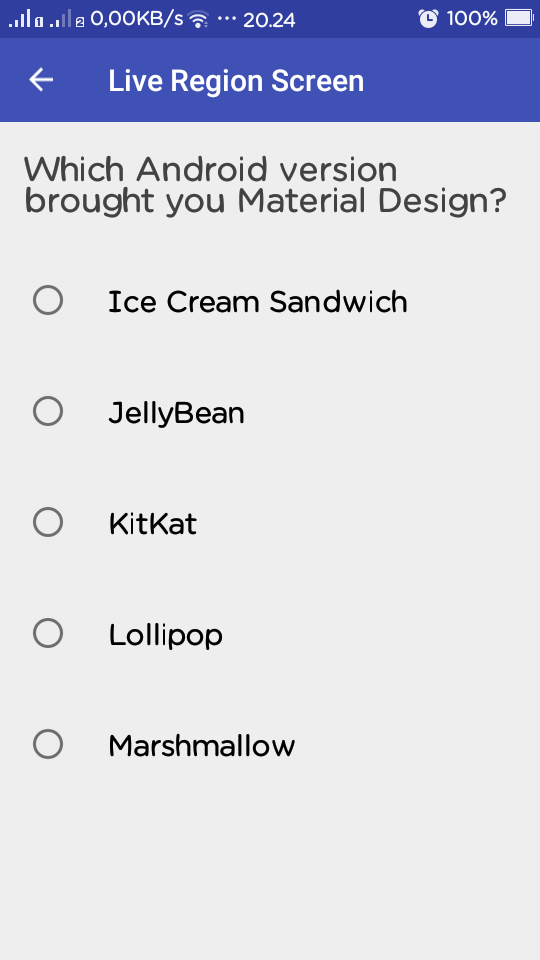 0,00KB/s ··· 20.24 100%
Live Region Screen
Which Android version
brought you Material Design?
Ice Cream Sandwich
JellyBean
KitKat
Lollipop
Marshmallow